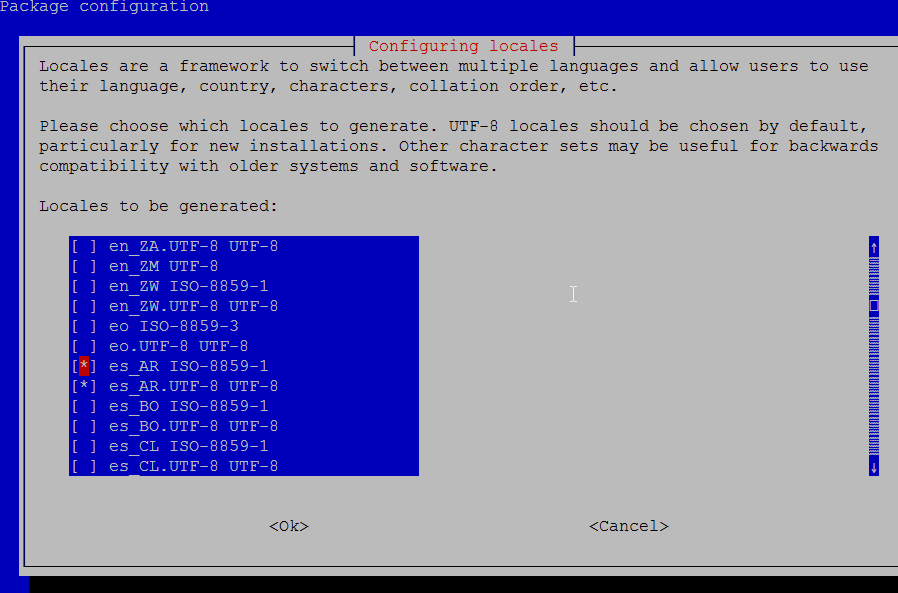 Package configuration
Configuring locales
Locales are a framework to switch between multiple languages and allow users to use
their language, country, characters, collation order, etc.
Please choose which locales to generate. UTF-8 locales should be chosen by default,
particularly for new installations. Other character sets may be useful for backwards
compatibility with older systems and software.
Locales to be generated:
[ ] en_ZA.UTF-8 UTF-8
[ ] en_ZM UTF-8
[ ] en_ZW ISO-8859-1
[ ] en_ZW.UTF-8 UTF-8
[ ] eo ISO-8859-3
[ ] eo.UTF-8 UTF-8
[*] es_AR ISO-8859-1
[*] es_AR.UTF-8 UTF-8
[ ] es_BO ISO-8859-1
[ ] es_BO.UTF-8 UTF-8
[ ] es_CL ISO-8859-1
[ ] es_CL.UTF-8 UTF-8
<Ok> <Cancel>